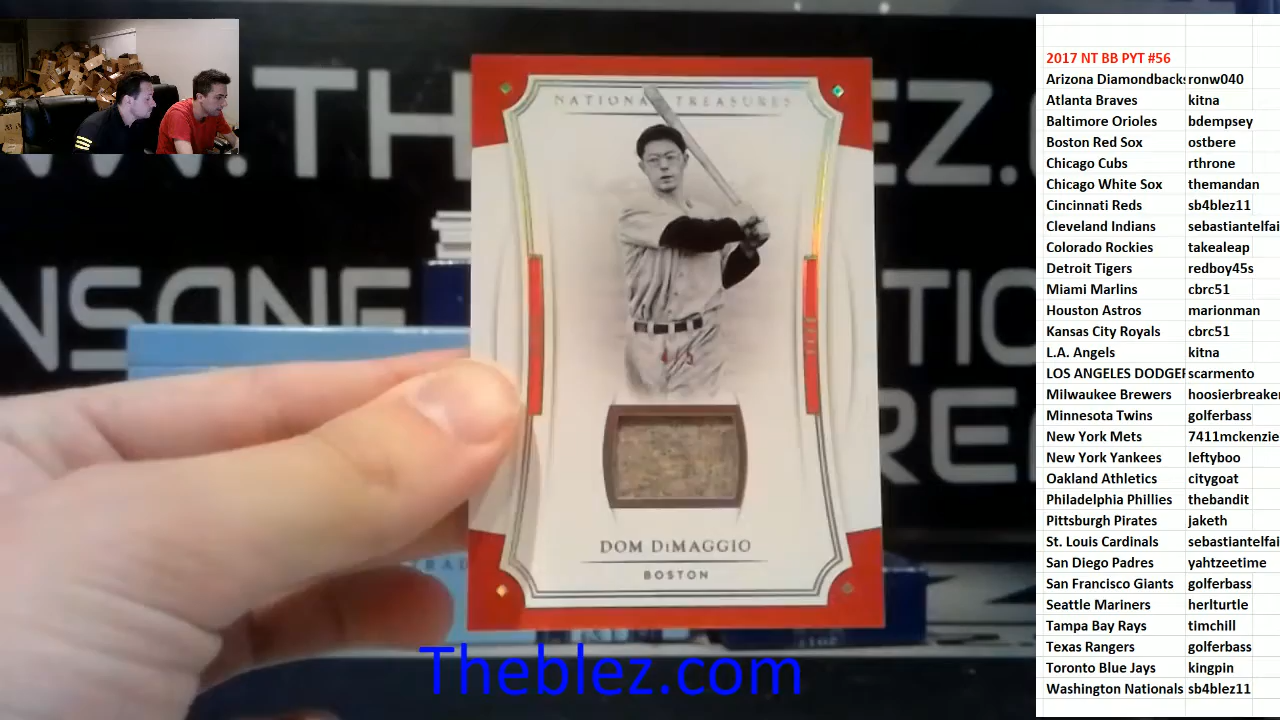 NATIONAL TREASURES
4/5
DOM DiMAGGIO
BOSTON
Theblez.com
2017 NT BB PYT #56
Arizona Diamondbacks ronw040
Atlanta Braves kitna
Baltimore Orioles bdempsey
Boston Red Sox ostbere
Chicago Cubs rthrone
Chicago White Sox themandan
Cincinnati Reds sb4blez11
Cleveland Indians sebastiantelfai
Colorado Rockies takealeap
Detroit Tigers redboy45s
Miami Marlins cbrc51
Houston Astros marionman
Kansas City Royals cbrc51
L.A. Angels kitna
LOS ANGELES DODGER scarmento
Milwaukee Brewers hoosierbreaker
Minnesota Twins golferbass
New York Mets 7411mckenzie
New York Yankees leftyboo
Oakland Athletics citygoat
Philadelphia Phillies thebandit
Pittsburgh Pirates jaketh
St. Louis Cardinals sebastiantelfai
San Diego Padres yahtzeetime
San Francisco Giants golferbass
Seattle Mariners herlturtle
Tampa Bay Rays timchill
Texas Rangers golferbass
Toronto Blue Jays kingpin
Washington Nationals sb4blez11